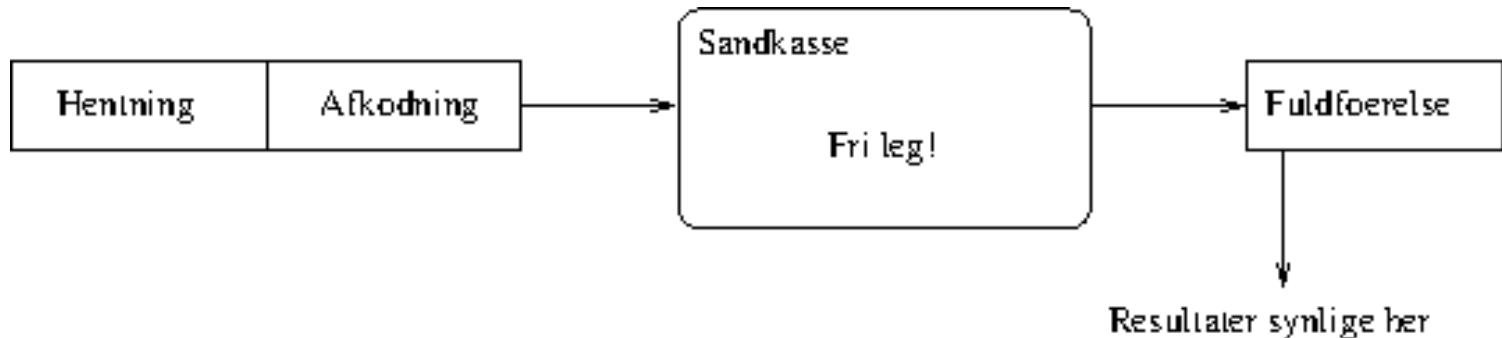 Sandkasse
Hentning
Afkodning
Fuldfoerelse
Fri leg!
Resultater synlige her